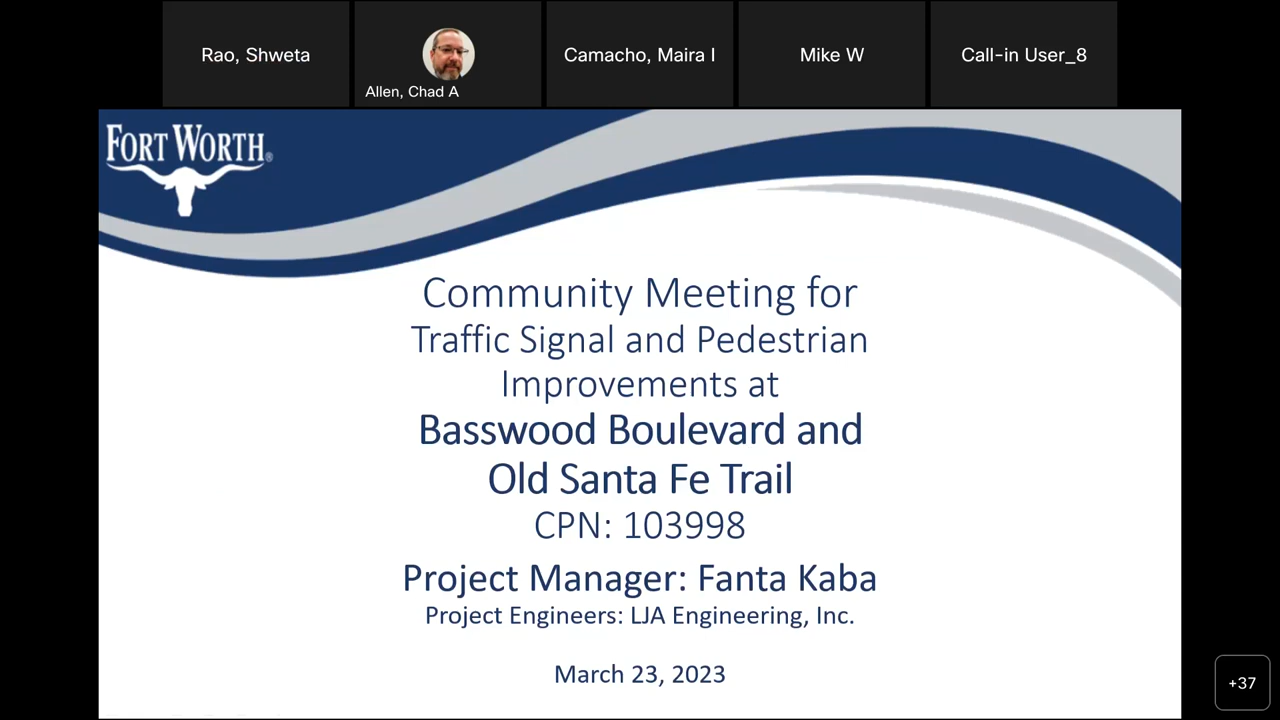 Rao, Shweta
Allen, Chad A
Camacho, Maira I
Mike W
Call-in User_8
FORT WORTH®
Community Meeting for
Traffic Signal and Pedestrian
Improvements at
Basswood Boulevard and
Old Santa Fe Trail
CPN: 103998
Project Manager: Fanta Kaba
Project Engineers: LJA Engineering, Inc.
March 23, 2023
+37